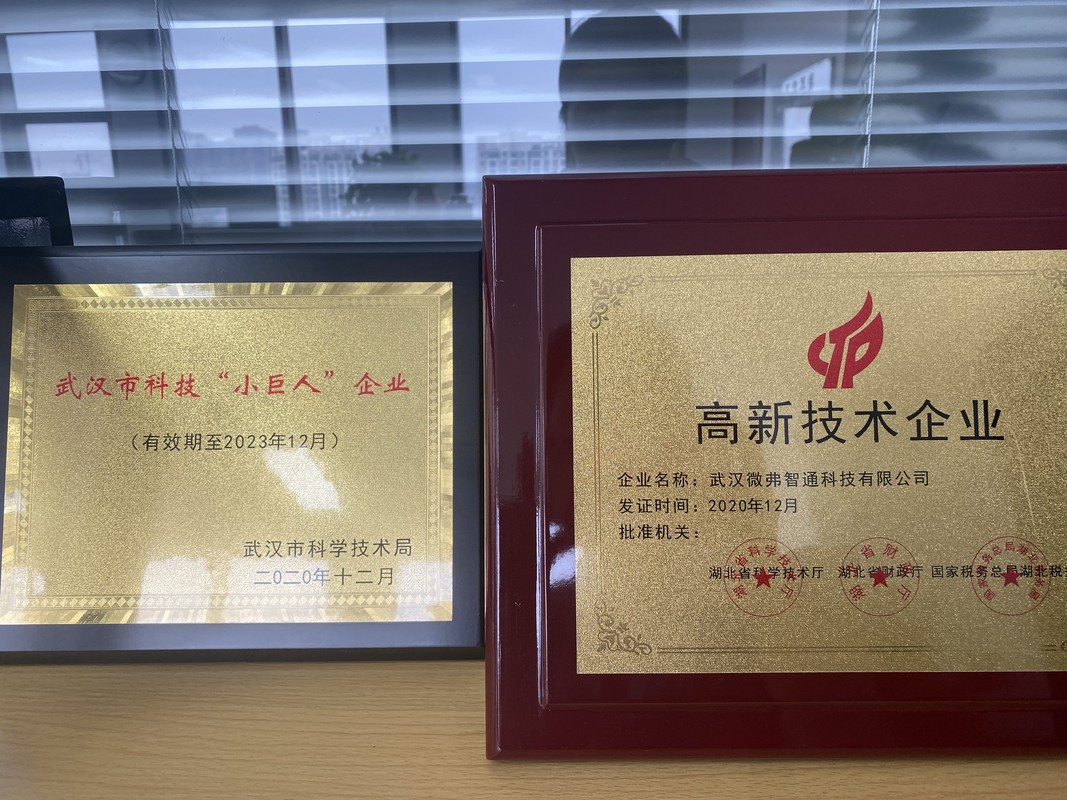 武汉市科技“小巨人”企业
（有效期至2023年12月）
武汉市科学技术局
二〇二〇年十二月
高新技术企业
企业名称：武汉微弗智通科技有限公司
发证时间：2020年12月
批准机关：
湖北省科学技术厅 湖北省财政厅 国家税务总局湖北税